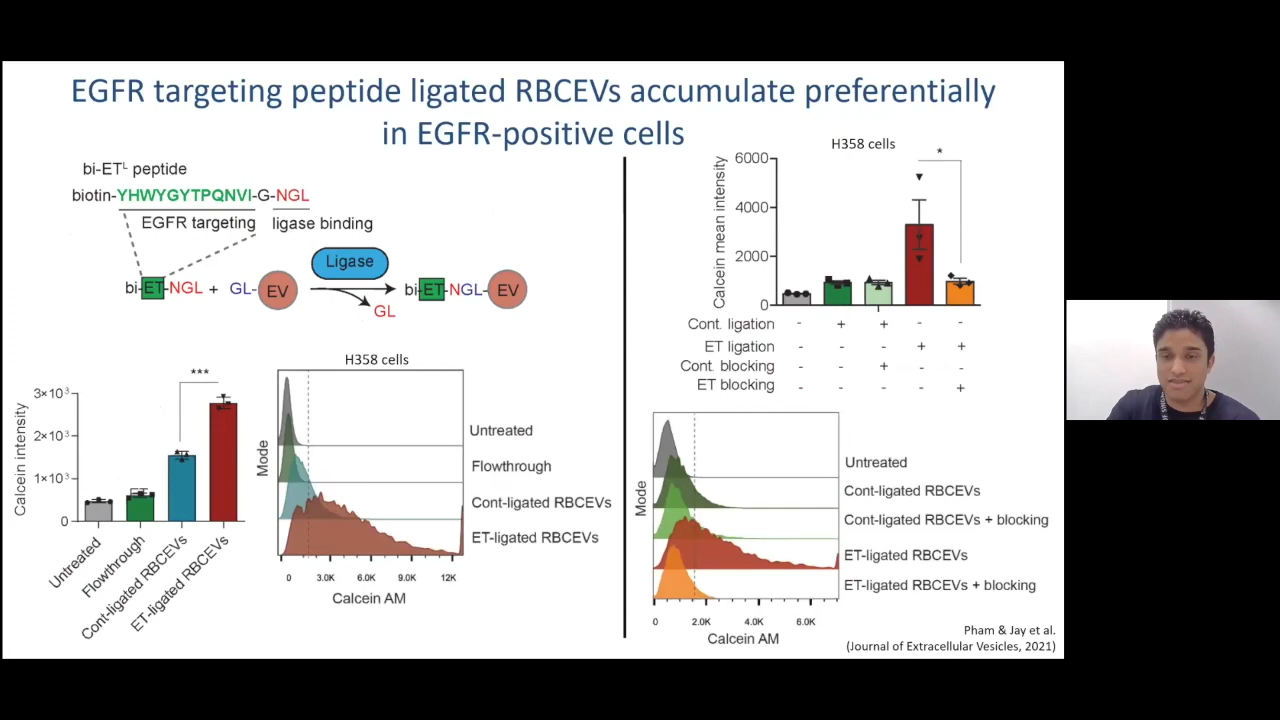 EGFR targeting peptide ligated RBCEVs accumulate preferentially
in EGFR-positive cells
bi-ETᴸ peptide
biotin-YHWYGYTPQNVI-G-NGL
EGFR targeting ligase binding
Ligase
bi-ET-NGL + GL-EV
bi-ET-NGL-EV
GL
Calcein intensity
3×10³
2×10³
1×10³
0
***
Untreated
Flowthrough
Cont-ligated RBCEVs
ET-ligated RBCEVs
H358 cells
Mode
Untreated
Flowthrough
Cont-ligated RBCEVs
ET-ligated RBCEVs
0 3.0K 6.0K 9.0K 12K
Calcein AM
H358 cells
*
Calcein mean intensity
6000
4000
2000
0
Cont. ligation - + + - -
ET ligation - - - + +
Cont. blocking - - + - -
ET blocking - - - - +
Mode
Untreated
Cont-ligated RBCEVs
Cont-ligated RBCEVs + blocking
ET-ligated RBCEVs
ET-ligated RBCEVs + blocking
0 2.0K 4.0K 6.0K
Calcein AM
Pham & Jay et al.
(Journal of Extracellular Vesicles, 2021)